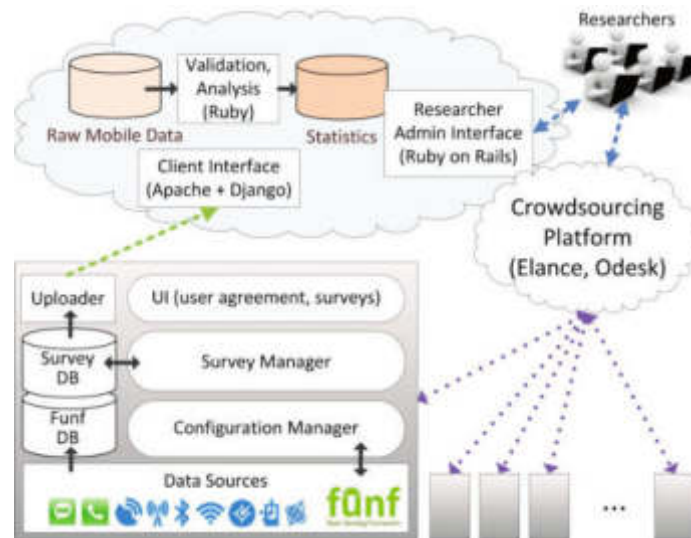 Researchers
Validation,
Analysis
(Ruby)
Raw Mobile Data
Statistics
Researcher
Admin Interface
(Ruby on Rails)
Client Interface
(Apache + Django)
Crowdsourcing
Platform
(Elance, Odesk)
Uploader
UI (user agreement, surveys)
Survey
DB
Survey Manager
Funf
DB
Configuration Manager
Data Sources
funf
...